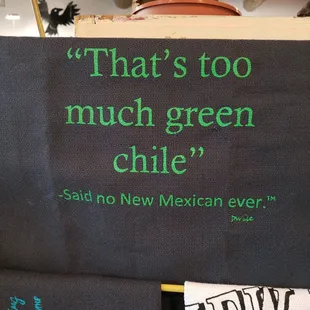 “That’s too
much green
chile”
-Said no New Mexican ever.™